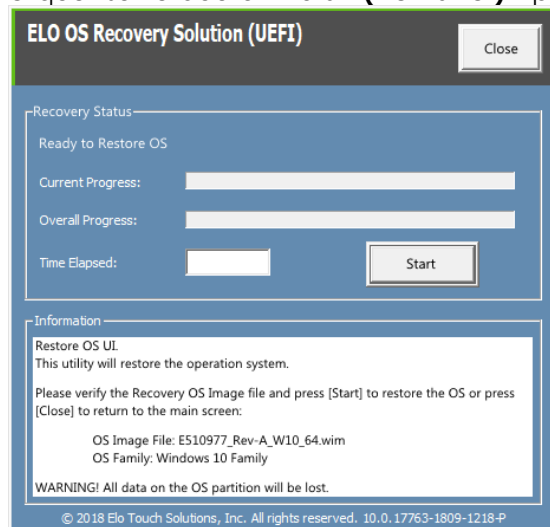 ELO OS Recovery Solution (UEFI)
Close
Recovery Status
Ready to Restore OS
Current Progress:
Overall Progress:
Time Elapsed:
Start
Information
Restore OS UI.
This utility will restore the operation system.
Please verify the Recovery OS Image file and press [Start] to restore the OS or press
[Close] to return to the main screen:
OS Image File: E510977_Rev-A_W10_64.wim
OS Family: Windows 10 Family
WARNING! All data on the OS partition will be lost.
© 2018 Elo Touch Solutions, Inc. All rights reserved. 10.0.17763-1809-1218-P